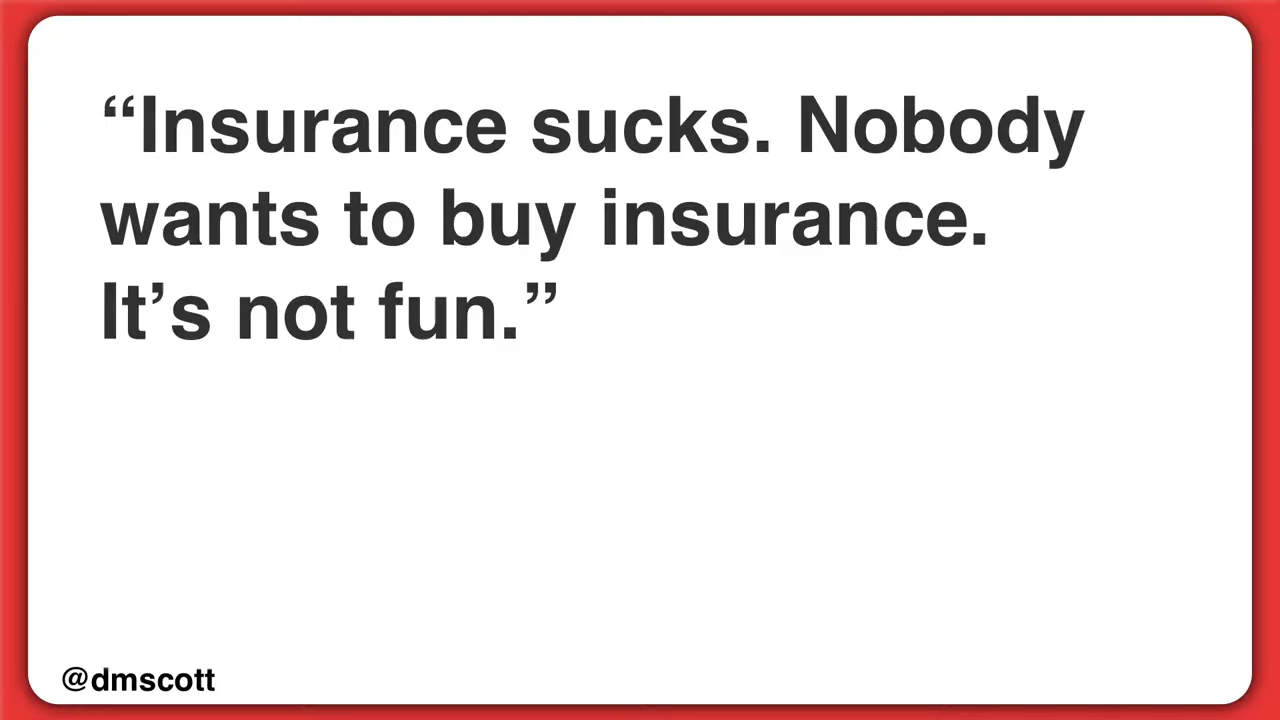 “Insurance sucks. Nobody
wants to buy insurance.
It’s not fun.”
@dmscott